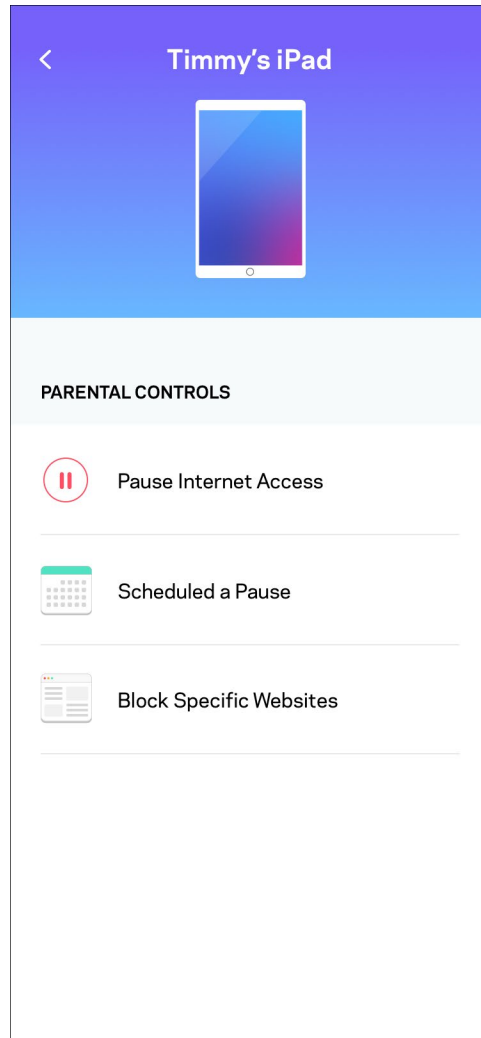 Timmy's iPad
PARENTAL CONTROLS
Pause Internet Access
Scheduled a Pause
Block Specific Websites